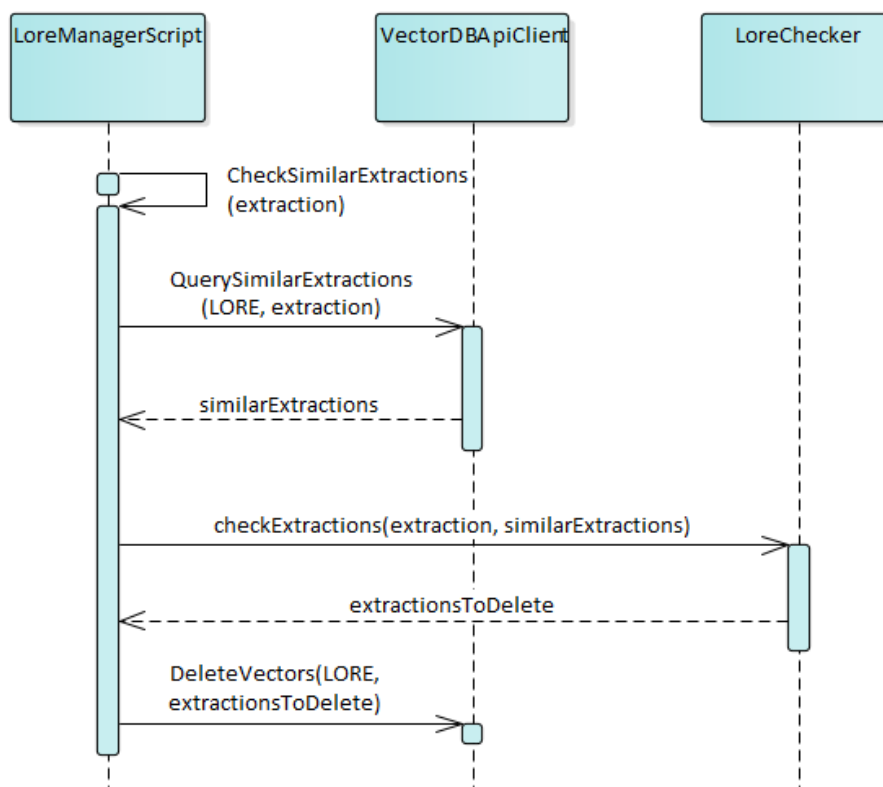 LoreManagerScript
VectorDBApiClient
LoreChecker
CheckSimilarExtractions
(extraction)
QuerySimilarExtractions
(LORE, extraction)
similarExtractions
checkExtractions(extraction, similarExtractions)
extractionsToDelete
DeleteVectors(LORE,
extractionsToDelete)